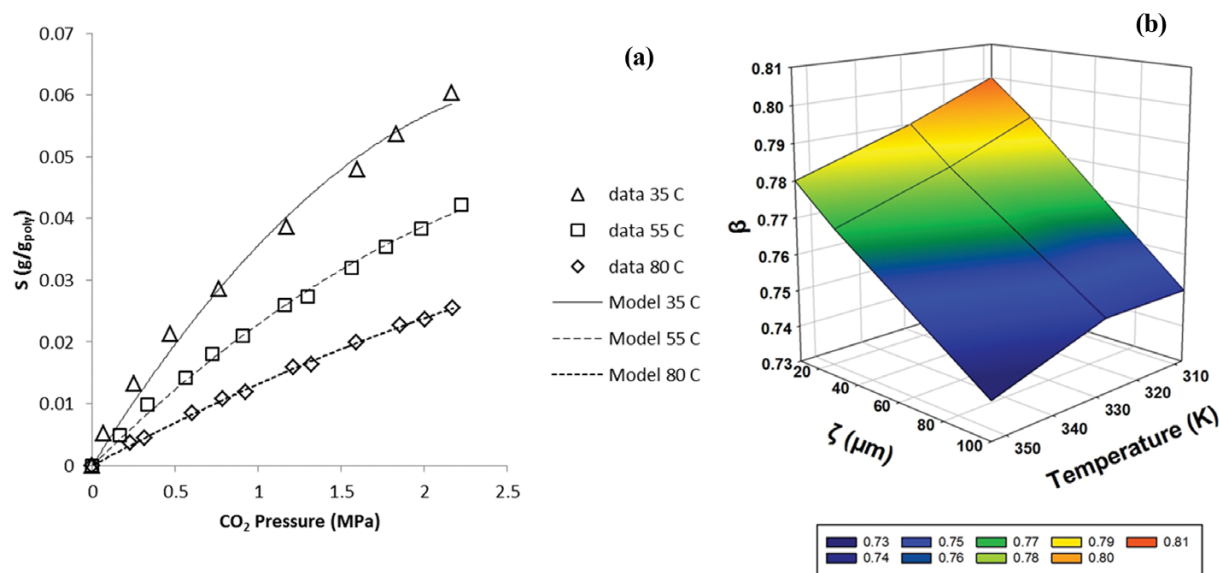 (a)
S (g/gpoly)
0.07
0.06
0.05
0.04
0.03
0.02
0.01
0
0 0.5 1 1.5 2 2.5
CO2 Pressure (MPa)
data 35 C
data 55 C
data 80 C
Model 35 C
Model 55 C
Model 80 C
(b)
β
0.81
0.80
0.79
0.78
0.77
0.76
0.75
0.74
0.73
20 40 60 80 100
ζ (μm)
350 340 330 320 310
Temperature (K)
0.73 0.75 0.77 0.79 0.81
0.74 0.76 0.78 0.80